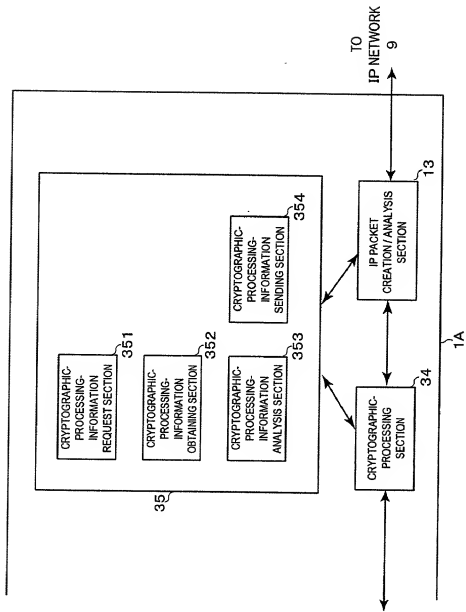 CRYPTOGRAPHIC-
PROCESSING-
INFORMATION
REQUEST SECTION
351
CRYPTOGRAPHIC-
PROCESSING-
INFORMATION
OBTAINING SECTION
352
CRYPTOGRAPHIC-
PROCESSING-
INFORMATION
ANALYSIS SECTION
353
CRYPTOGRAPHIC-
PROCESSING-
INFORMATION
SENDING SECTION
354
35
CRYPTOGRAPHIC-
PROCESSING
SECTION
34
IP PACKET
CREATION / ANALYSIS
SECTION
13
TO
IP NETWORK
9
1A